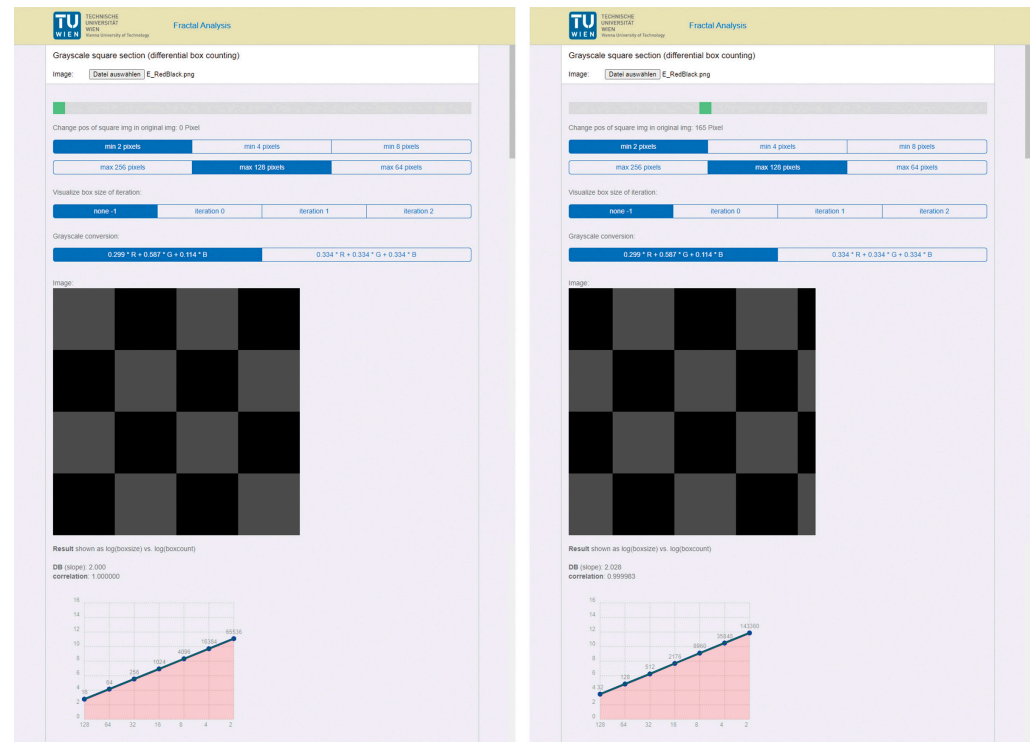 TU
WIEN
TECHNISCHE
UNIVERSITÄT
WIEN
Vienna University of Technology
Fractal Analysis
Grayscale square section (differential box counting)
Image: Datei auswählen E_RedBlack.png
Change pos of square img in original img: 0 Pixel
min 2 pixels min 4 pixels min 8 pixels
max 256 pixels max 128 pixels max 64 pixels
Visualize box size of iteration:
none -1 iteration 0 iteration 1 iteration 2
Grayscale conversion:
0.299 * R + 0.587 * G + 0.114 * B 0.334 * R + 0.334 * G + 0.334 * B
Image:
Result shown as log(boxsize) vs. log(boxcount)
DB (slope): 2.000
correlation: 1.000000
16
14
12
10
8
6
4
2
0
16 64 256 1024 4096 16384 65536
128 64 32 16 8 4 2
TU
WIEN
TECHNISCHE
UNIVERSITÄT
WIEN
Vienna University of Technology
Fractal Analysis
Grayscale square section (differential box counting)
Image: Datei auswählen E_RedBlack.png
Change pos of square img in original img: 165 Pixel
min 2 pixels min 4 pixels min 8 pixels
max 256 pixels max 128 pixels max 64 pixels
Visualize box size of iteration:
none -1 iteration 0 iteration 1 iteration 2
Grayscale conversion:
0.299 * R + 0.587 * G + 0.114 * B 0.334 * R + 0.334 * G + 0.334 * B
Image:
Result shown as log(boxsize) vs. log(boxcount)
DB (slope): 2.028
correlation: 0.999983
16
14
12
10
8
6
4
2
0
32 128 512 2176 8960 35840 143360
128 64 32 16 8 4 2